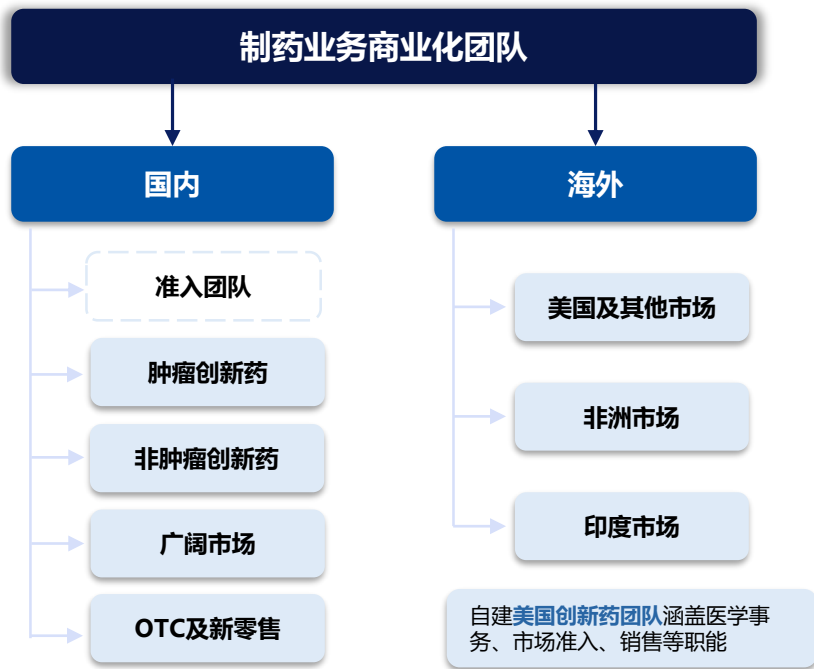 制药业务商业化团队
国内
准入团队
肿瘤创新药
非肿瘤创新药
广阔市场
OTC及新零售
海外
美国及其他市场
非洲市场
印度市场
自建美国创新药团队涵盖医学事
务、市场准入、销售等职能